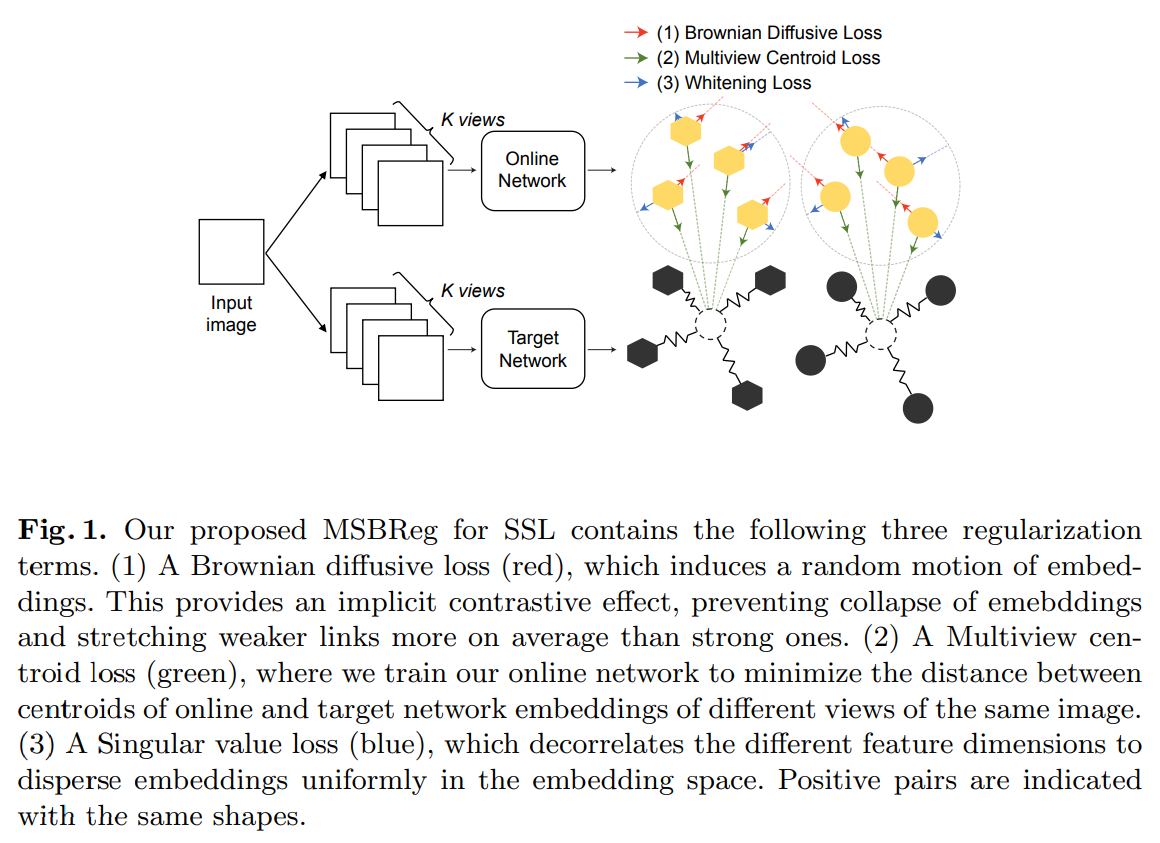 (1) Brownian Diffusive Loss
(2) Multiview Centroid Loss
(3) Whitening Loss
K views
Online
Network
Input
image
K views
Target
Network
Fig. 1. Our proposed MSBReg for SSL contains the following three regularization
terms. (1) A Brownian diffusive loss (red), which induces a random motion of embed-
dings. This provides an implicit contrastive effect, preventing collapse of emebddings
and stretching weaker links more on average than strong ones. (2) A Multiview cen-
troid loss (green), where we train our online network to minimize the distance between
centroids of online and target network embeddings of different views of the same image.
(3) A Singular value loss (blue), which decorrelates the different feature dimensions to
disperse embeddings uniformly in the embedding space. Positive pairs are indicated
with the same shapes.